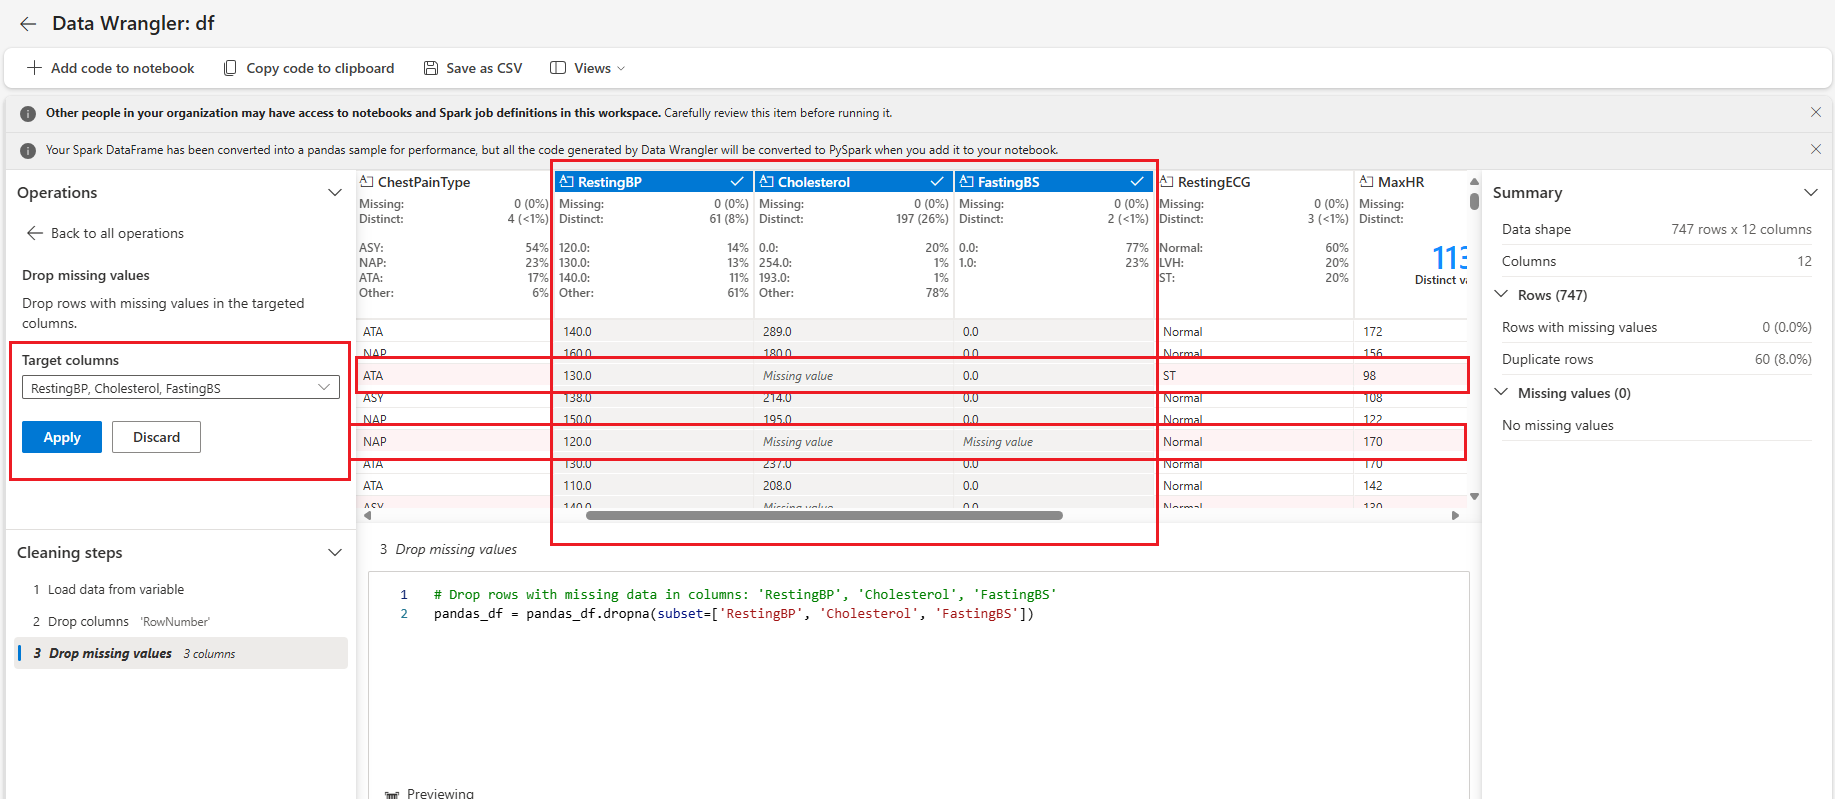 Data Wrangler: df
Add code to notebook
Copy code to clipboard
Save as CSV
Views
Other people in your organization may have access to notebooks and Spark job definitions in this workspace. Carefully review this item before running it.
Your Spark DataFrame has been converted into a pandas sample for performance, but all the code generated by Data Wrangler will be converted to PySpark when you add it to your notebook.
Operations
Back to all operations
Drop missing values
Drop rows with missing values in the targeted
columns.
Target columns
RestingBP, Cholesterol, FastingBS
Apply Discard
Cleaning steps
1 Load data from variable
2 Drop columns 'RowNumber'
3 Drop missing values 3 columns
ChestPainType RestingBP Cholesterol FastingBS RestingECG MaxHR
Missing: 0 (0%) Missing: 0 (0%) Missing: 0 (0%) Missing: 0 (0%) Missing: 0 (0%) Missing:
Distinct: 4 (<1%) Distinct: 61 (8%) Distinct: 197 (26%) Distinct: 2 (<1%) Distinct: 3 (<1%) Distinct:
ASY: 54% 120.0: 14% 0.0: 20% 0.0: 77% Normal: 60% 113
NAP: 23% 130.0: 13% 254.0: 1% 1.0: 23% LVH: 20%
ATA: 17% 140.0: 11% 193.0: 1% ST: 20% Distinct va
Other: 6% Other: 61% Other: 78%
ATA 140.0 289.0 0.0 Normal 172
NAP 160.0 180.0 0.0 Normal 156
ATA 130.0 Missing value 0.0 ST 98
ASY 138.0 214.0 0.0 Normal 108
NAP 150.0 195.0 0.0 Normal 122
NAP 120.0 Missing value Missing value Normal 170
ATA 130.0 237.0 0.0 Normal 170
ATA 110.0 208.0 0.0 Normal 142
ASY 140.0 Missing value 0.0 Normal 130
3 Drop missing values
1 # Drop rows with missing data in columns: 'RestingBP', 'Cholesterol', 'FastingBS'
2 pandas_df = pandas_df.dropna(subset=['RestingBP', 'Cholesterol', 'FastingBS'])
Previewing
Summary
Data shape 747 rows x 12 columns
Columns 12
Rows (747)
Rows with missing values 0 (0.0%)
Duplicate rows 60 (8.0%)
Missing values (0)
No missing values